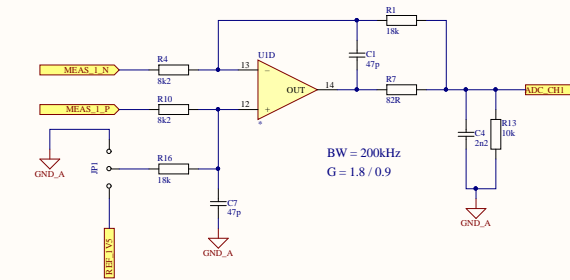 R1
18k
C1
47p
U1D
MEAS_1_N
R4
8k2
13
−
OUT
14
R7
82R
ADC_CH1
MEAS_1_P
R10
8k2
12
+
*
R13
10k
C4
2n2
BW = 200kHz
G = 1.8 / 0.9
GND_A
JP1
R16
18k
C7
47p
GND_A
GND_A
REF_1V5